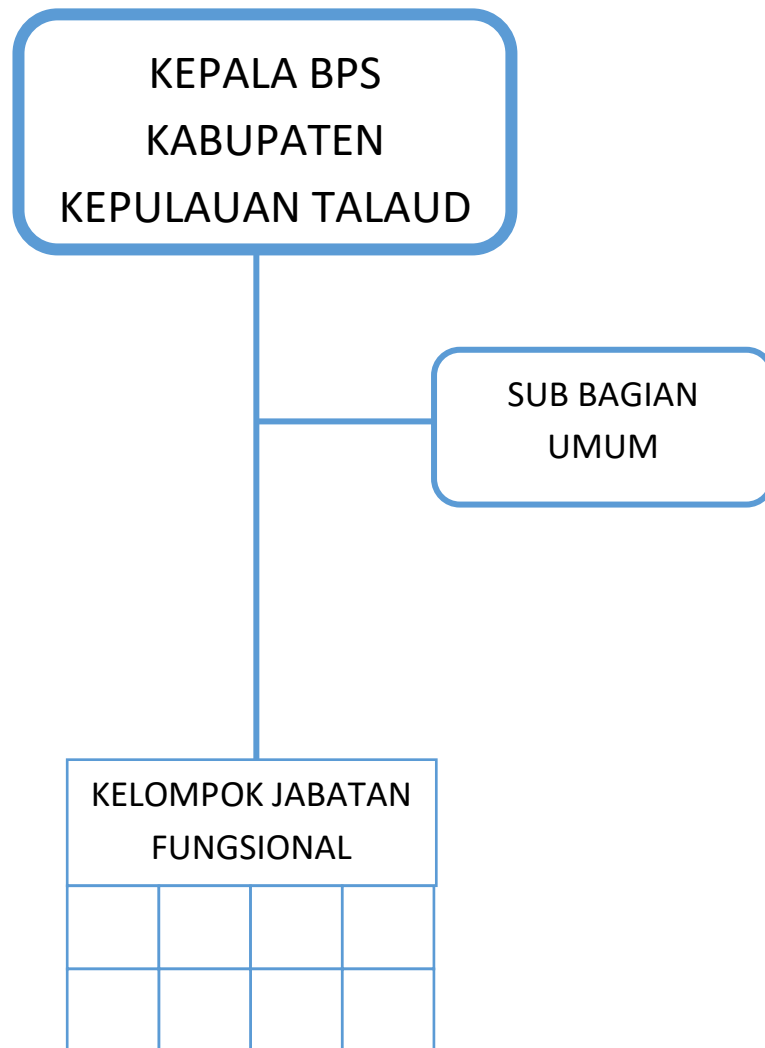 KEPALA BPS
KABUPATEN
KEPULAUAN TALAUD
SUB BAGIAN
UMUM
KELOMPOK JABATAN
FUNGSIONAL